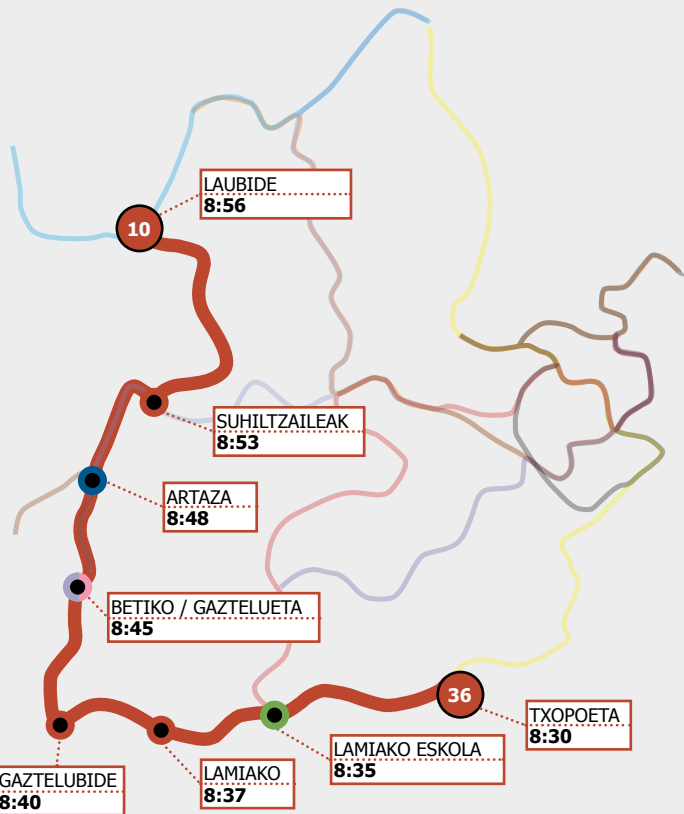 LAUBIDE
8:56
10
SUHILTZAILEAK
8:53
ARTAZA
8:48
BETIKO / GAZTELUETA
8:45
36
TXOPOETA
8:30
LAMIAKO ESKOLA
8:35
LAMIAKO
8:37
GAZTELUBIDE
8:40